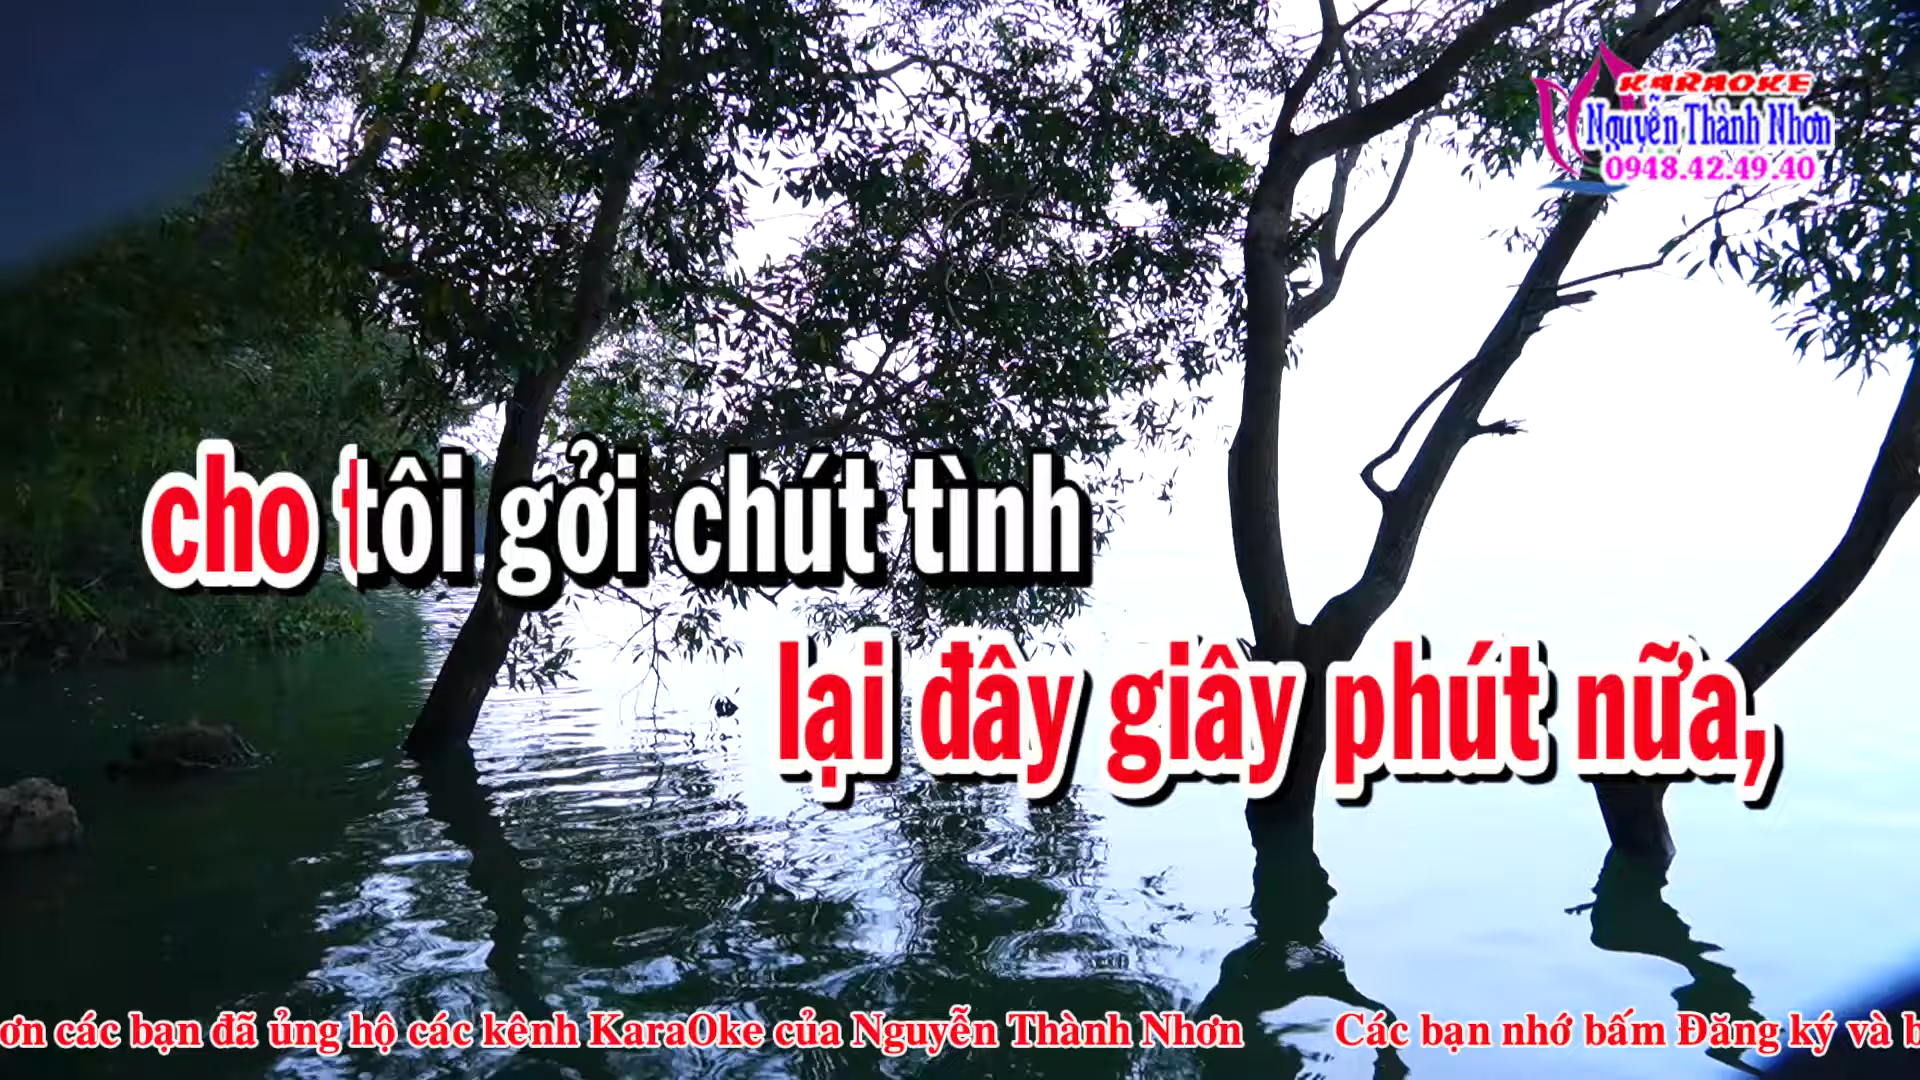 KARAOKE
Nguyễn Thành Nhơn
0948.42.49.40
cho tôi gởi chút tình
lại đây giây phút nữa,
ơn các bạn đã ủng hộ các kênh KaraOke của Nguyễn Thành Nhơn Các bạn nhớ bấm Đăng ký và b